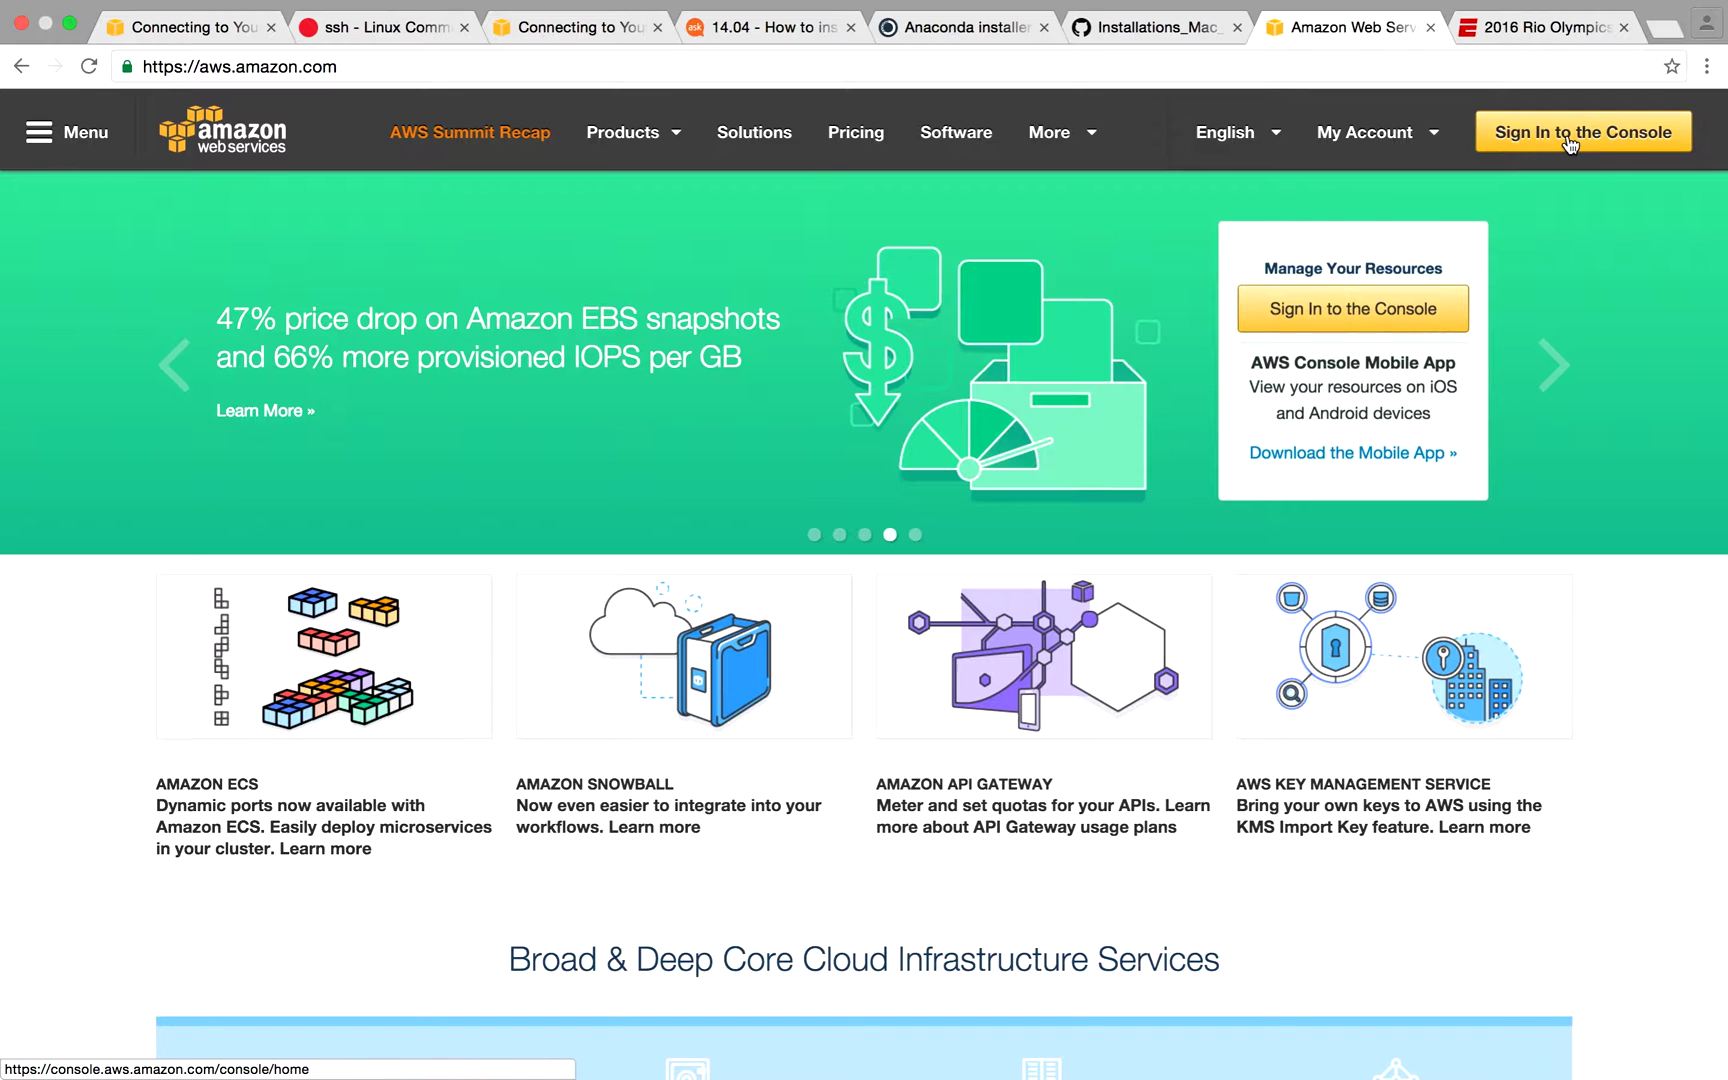 Connecting to You
ssh - Linux Comm
Connecting to You
ask
14.04 - How to ins
Anaconda installer
Installations_Mac_
Amazon Web Serv
2016 Rio Olympics
https://aws.amazon.com
Menu
amazon
web services
AWS Summit Recap
Products
Solutions
Pricing
Software
More
English
My Account
Sign In to the Console
47% price drop on Amazon EBS snapshots
and 66% more provisioned IOPS per GB
Learn More »
Manage Your Resources
Sign In to the Console
AWS Console Mobile App
View your resources on iOS
and Android devices
Download the Mobile App »
AMAZON ECS
Dynamic ports now available with
Amazon ECS. Easily deploy microservices
in your cluster. Learn more
AMAZON SNOWBALL
Now even easier to integrate into your
workflows. Learn more
AMAZON API GATEWAY
Meter and set quotas for your APIs. Learn
more about API Gateway usage plans
AWS KEY MANAGEMENT SERVICE
Bring your own keys to AWS using the
KMS Import Key feature. Learn more
Broad & Deep Core Cloud Infrastructure Services
https://console.aws.amazon.com/console/home